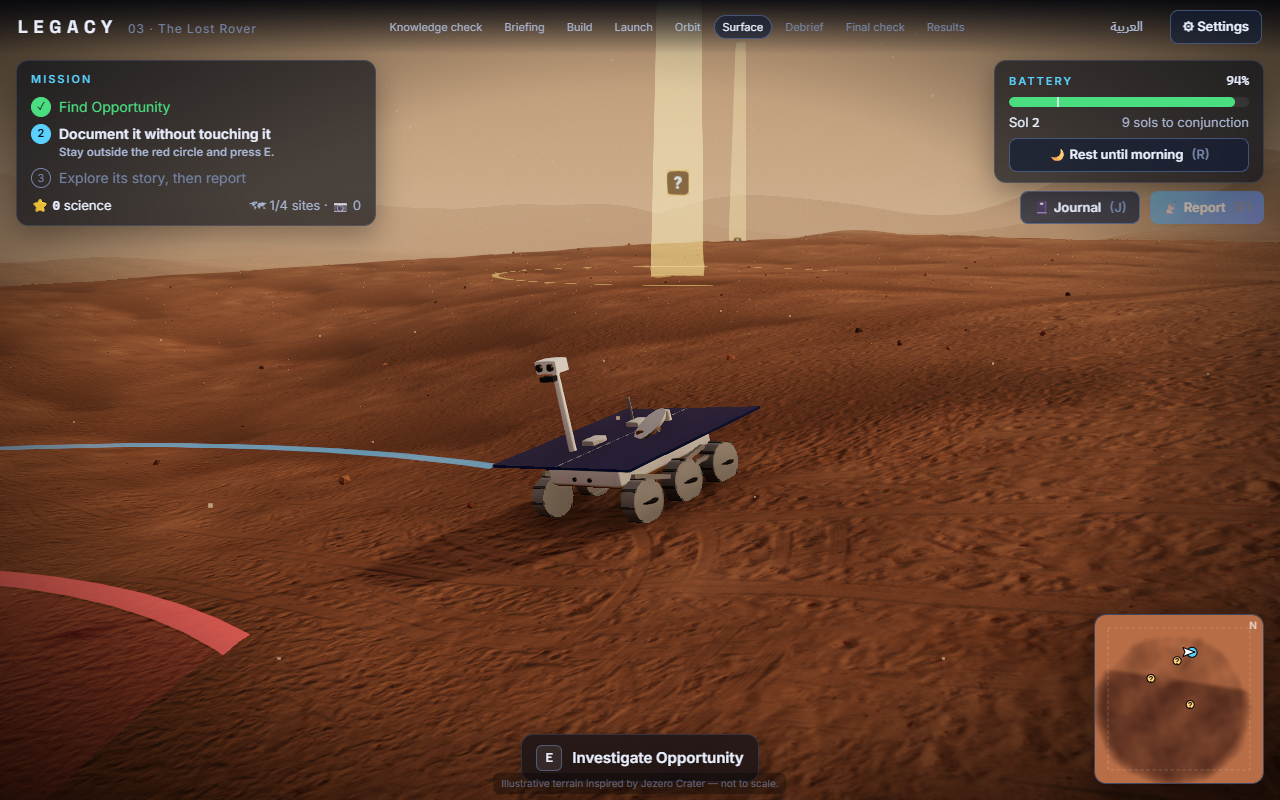 LEGACY 03 · The Lost Rover
Knowledge check Briefing Build Launch Orbit Surface Debrief Final check Results
العربية
⚙ Settings
MISSION
✓ Find Opportunity
2 Document it without touching it
Stay outside the red circle and press E.
3 Explore its story, then report
⭐ 0 science 🗺 1/4 sites · 📷 0
BATTERY 94%
Sol 2 9 sols to conjunction
🌙 Rest until morning (R)
Journal (J)
Report
?
N
?
?
?
E Investigate Opportunity
Illustrative terrain inspired by Jezero Crater — not to scale.